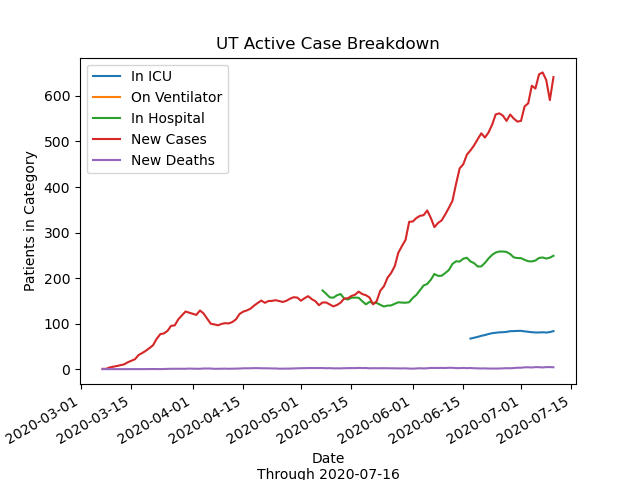 UT Active Case Breakdown
In ICU
On Ventilator
In Hospital
New Cases
New Deaths
Patients in Category
600
500
400
300
200
100
0
2020-03-01
2020-03-15
2020-04-01
2020-04-15
2020-05-01
2020-05-15
2020-06-01
2020-06-15
2020-07-01
2020-07-15
Date
Through 2020-07-16